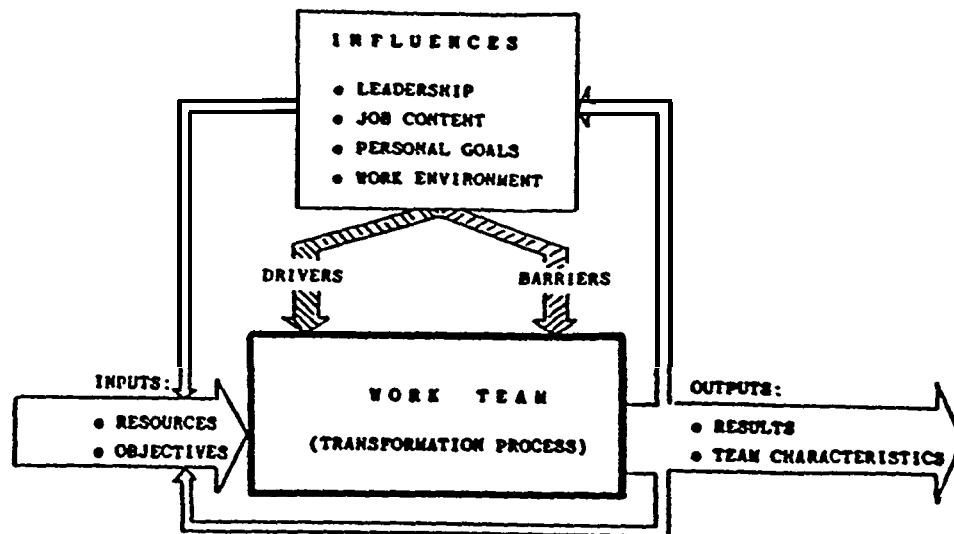 INFLUENCES
• LEADERSHIP
• JOB CONTENT
• PERSONAL GOALS
• WORK ENVIRONMENT
DRIVERS
BARRIERS
INPUTS:
• RESOURCES
• OBJECTIVES
WORK TEAM
(TRANSFORMATION PROCESS)
OUTPUTS:
• RESULTS
• TEAM CHARACTERISTICS